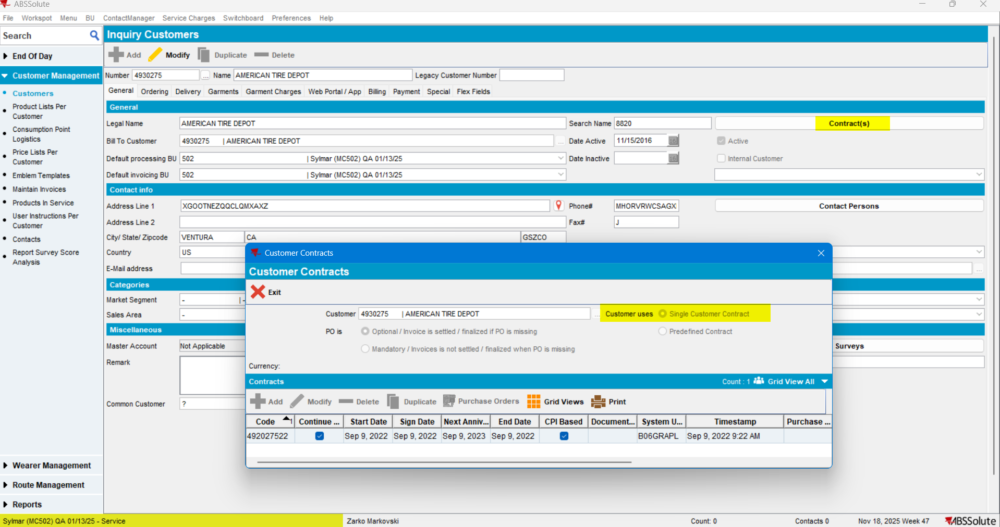 ABSSolute
File Workspot Menu BU ContactManager Service Charges Switchboard Preferences Help
Search
Inquiry Customers
Add Modify Duplicate Delete
End Of Day
Customer Management
Customers
Product Lists Per
Customer
Consumption Point
Logistics
Price Lists Per
Customer
Emblem Templates
Maintain Invoices
Products In Service
User Instructions Per
Customer
Contacts
Report Survey Score
Analysis
Wearer Management
Route Management
Reports
Number 4930275 ... Name AMERICAN TIRE DEPOT Legacy Customer Number
General Ordering Delivery Garments Garment Charges Web Portal / App Billing Payment Special Flex Fields
General
Legal Name AMERICAN TIRE DEPOT Search Name 8820 Contract(s)
Bill To Customer 4930275 | AMERICAN TIRE DEPOT ... Date Active 11/15/2016 16 Active
Default processing BU 502 | Sylmar (MC502) QA 01/13/25 Date Inactive 16 Internal Customer
Default invoicing BU 502 | Sylmar (MC502) QA 01/13/25
Contact info
Address Line 1 XGOOTNEZQQCLQMXAXZ Phone# MHORVRWCSAGX Contact Persons
Address Line 2 Fax# J
City/ State/ Zipcode VENTURA CA GSZCO
Country US
E-Mail address ...
Categories
Market Segment - | -
Sales Area -
Miscellaneous
Master Account Not Applicable Surveys
Remark
Common Customer ?
Customer Contracts
Customer Contracts
Exit
Customer 4930275 | AMERICAN TIRE DEPOT ... Customer uses Single Customer Contract
PO is Optional / Invoice is settled / finalized if PO is missing Predefined Contract
Mandatory / Invoices is not settled / finalized when PO is missing
Currency:
Contracts Count : 1 Grid View All
Add Modify Delete Duplicate Purchase Orders Grid Views Print
Code 1 Continue ... Start Date Sign Date Next Anniv... End Date CPI Based Document... System U... Timestamp Purchase ...
492027522 Sep 9, 2022 Sep 9, 2022 Sep 9, 2023 Sep 9, 2022 B06GRAPL Sep 9, 2022 9:22 AM
Sylmar (MC502) QA 01/13/25 - Service Zarko Markovski Count: 0 Contacts 0 Nov 18, 2025 Week 47 ABSSolute